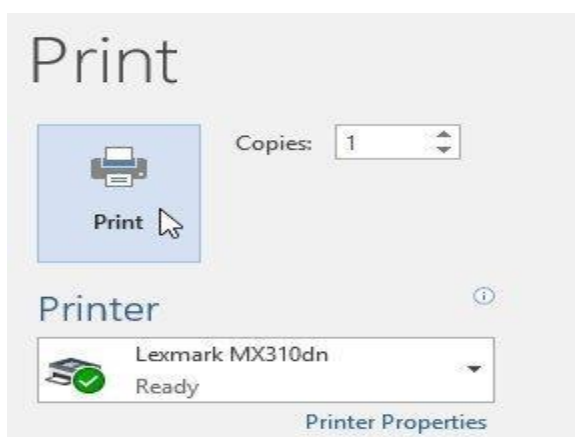 Print
Copies: 1
Print
Printer
Lexmark MX310dn
Ready
Printer Properties